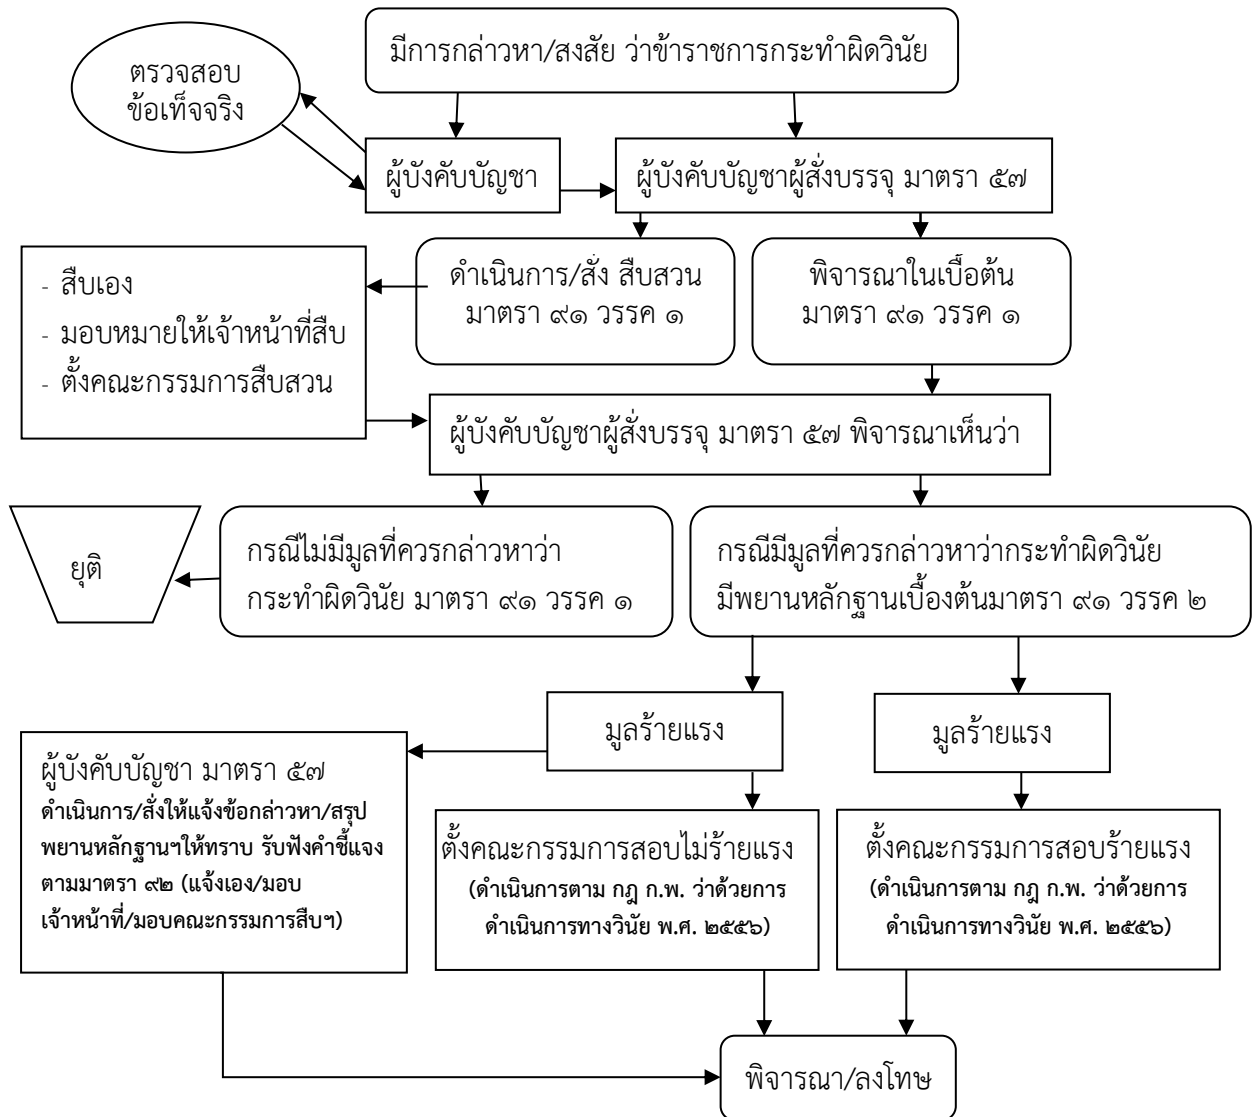 มีการกล่าวหา/สงสัย ว่าข้าราชการกระทำผิดวินัย
ตรวจสอบ
ข้อเท็จจริง
ผู้บังคับบัญชา
ผู้บังคับบัญชาผู้สั่งบรรจุ มาตรา ๕๗
- สืบเอง
- มอบหมายให้เจ้าหน้าที่สืบ
- ตั้งคณะกรรมการสืบสวน
ดำเนินการ/สั่ง สืบสวน
มาตรา ๙๑ วรรค ๑
พิจารณาในเบื้อต้น
มาตรา ๙๑ วรรค ๑
ผู้บังคับบัญชาผู้สั่งบรรจุ มาตรา ๕๗ พิจารณาเห็นว่า
ยุติ
กรณีไม่มีมูลที่ควรกล่าวหาว่า
กระทำผิดวินัย มาตรา ๙๑ วรรค ๑
กรณีมีมูลที่ควรกล่าวหาว่ากระทำผิดวินัย
มีพยานหลักฐานเบื้องต้นมาตรา ๙๑ วรรค ๒
มูลร้ายแรง
มูลร้ายแรง
ผู้บังคับบัญชา มาตรา ๕๗
ดำเนินการ/สั่งให้แจ้งข้อกล่าวหา/สรุป
พยานหลักฐานฯให้ทราบ รับฟังคำชี้แจง
ตามมาตรา ๙๒ (แจ้งเอง/มอบ
เจ้าหน้าที่/มอบคณะกรรมการสืบฯ)
ตั้งคณะกรรมการสอบไม่ร้ายแรง
(ดำเนินการตาม กฎ ก.พ. ว่าด้วยการ
ดำเนินการทางวินัย พ.ศ. ๒๕๕๖)
ตั้งคณะกรรมการสอบร้ายแรง
(ดำเนินการตาม กฎ ก.พ. ว่าด้วยการ
ดำเนินการทางวินัย พ.ศ. ๒๕๕๖)
พิจารณา/ลงโทษ